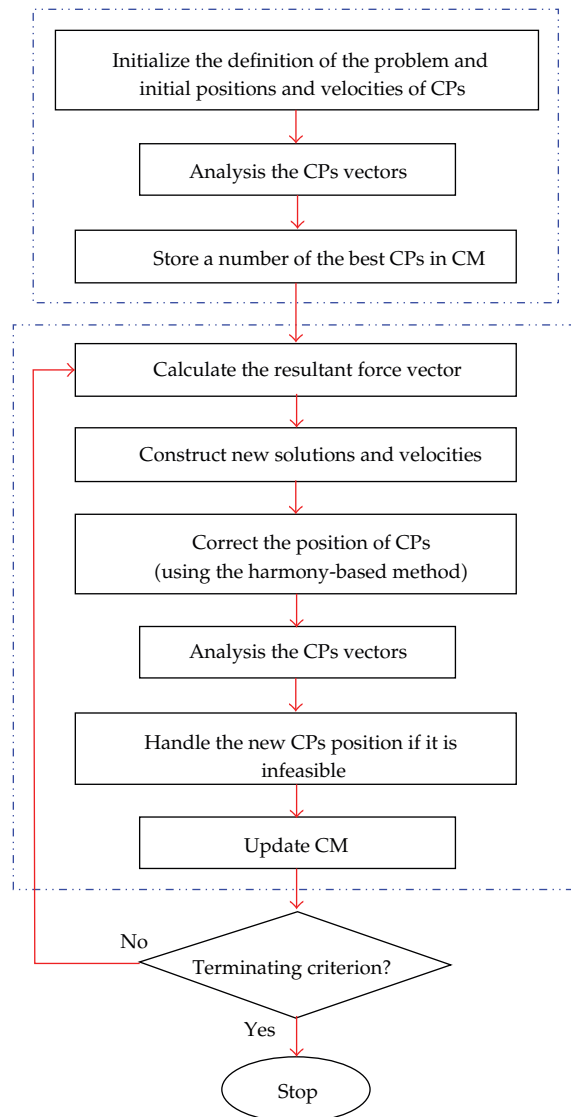 Initialize the definition of the problem and
initial positions and velocities of CPs
Analysis the CPs vectors
Store a number of the best CPs in CM
Calculate the resultant force vector
Construct new solutions and velocities
Correct the position of CPs
(using the harmony-based method)
Analysis the CPs vectors
Handle the new CPs position if it is
infeasible
Update CM
No
Terminating criterion?
Yes
Stop